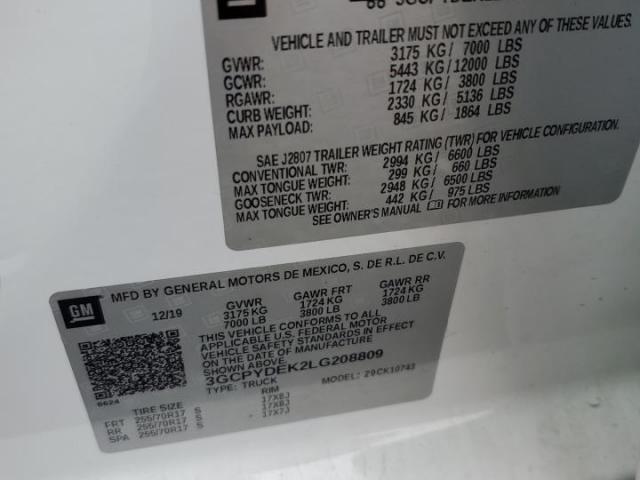 GM
VEHICLE AND TRAILER MUST NOT EXCEED ANY OF THESE VALUES.
GVWR: 3175 KG/ 7000 LBS
GCWR: 5443 KG/12000 LBS
RGAWR: 1724 KG/ 3800 LBS
CURB WEIGHT: 2330 KG/ 5136 LBS
MAX PAYLOAD: 845 KG/ 1864 LBS
SAE J2807 TRAILER WEIGHT RATING (TWR) FOR VEHICLE CONFIGURATION.
CONVENTIONAL TWR: 2994 KG/ 6600 LBS
MAX TONGUE WEIGHT: 299 KG/ 660 LBS
GOOSENECK TWR: 2948 KG/ 6500 LBS
MAX TONGUE WEIGHT: 442 KG/ 975 LBS
SEE OWNER'S MANUAL FOR MORE INFORMATION.
GM
MFD BY GENERAL MOTORS DE MEXICO, S. DE R.L. DE C.V.
12/19 GVWR GAWR FRT GAWR RR
3175 KG 1724 KG 1724 KG
7000 LB 3800 LB 3800 LB
THIS VEHICLE CONFORMS TO ALL
APPLICABLE U.S. FEDERAL MOTOR
VEHICLE SAFETY STANDARDS IN EFFECT
ON THE DATE OF MANUFACTURE
SHOWN ABOVE.
3GCPYDEK2LG208809
TYPE: TRUCK MODEL: 29CK10743
6624
RIM
FRT 255/70R17 S 17X8J
RR 255/70R17 S 17X8J
SPA 255/70R17 S 17X7J